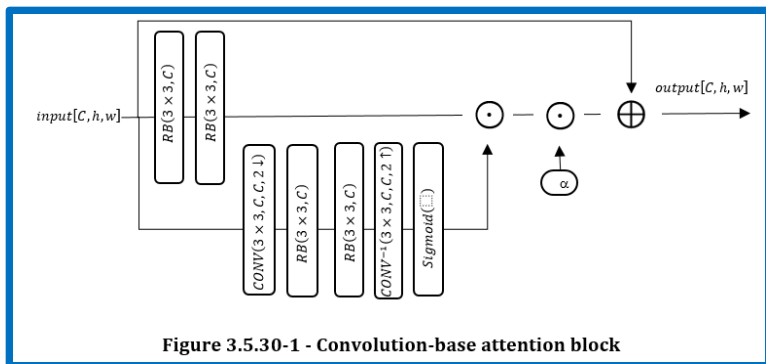 input[C, h, w]
RB(3 × 3, C)
RB(3 × 3, C)
output[C, h, w]
α
CONV(3 × 3, C, C, 2 ↓)
RB(3 × 3, C)
RB(3 × 3, C)
CONV⁻¹(3 × 3, C, C, 2 ↑)
Sigmoid(⬚)
Figure 3.5.30-1 - Convolution-base attention block